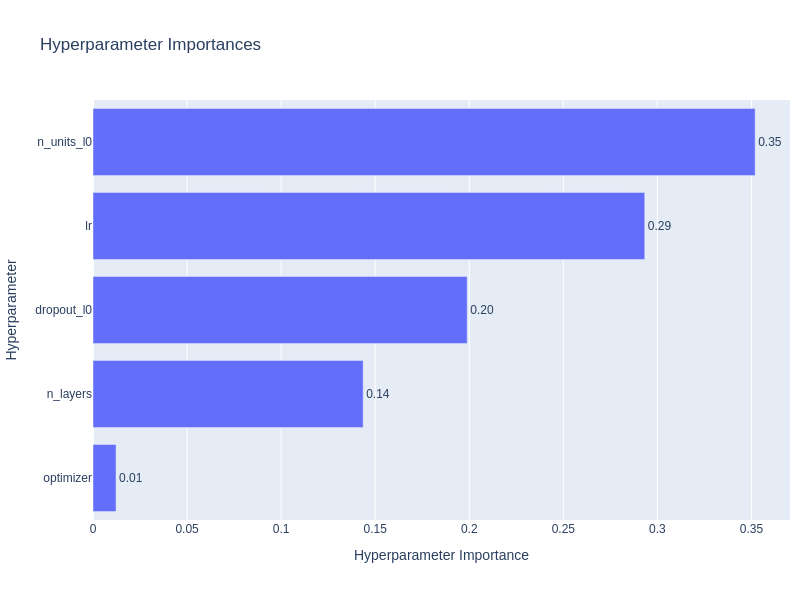 Hyperparameter Importances
Hyperparameter
n_units_l0
0.35
lr
0.29
dropout_l0
0.20
n_layers
0.14
optimizer
0.01
0 0.05 0.1 0.15 0.2 0.25 0.3 0.35
Hyperparameter Importance